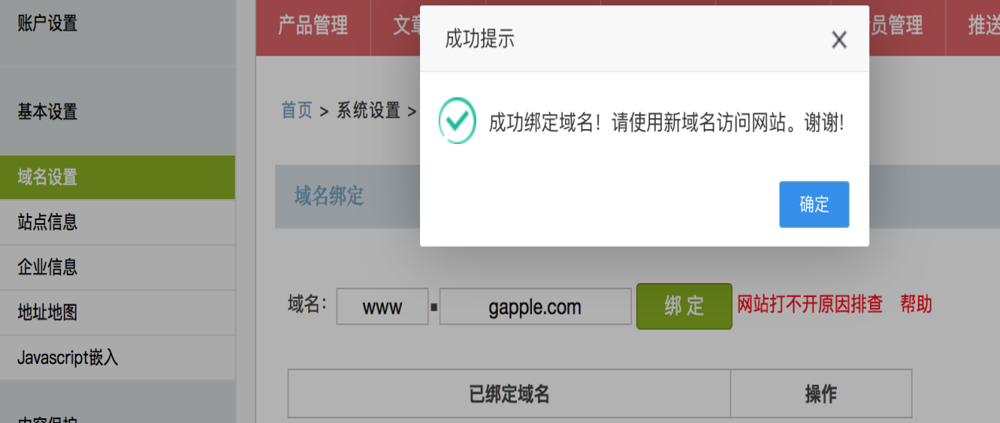 账户设置
基本设置
域名设置
站点信息
企业信息
地址地图
Javascript嵌入
产品管理
文章
员管理
推送
成功提示
首页 > 系统设置 >
成功绑定域名！请使用新域名访问网站。谢谢!
确定
域名绑定
域名： www . gapple.com 绑 定 网站打不开原因排查 帮助
已绑定域名 操作